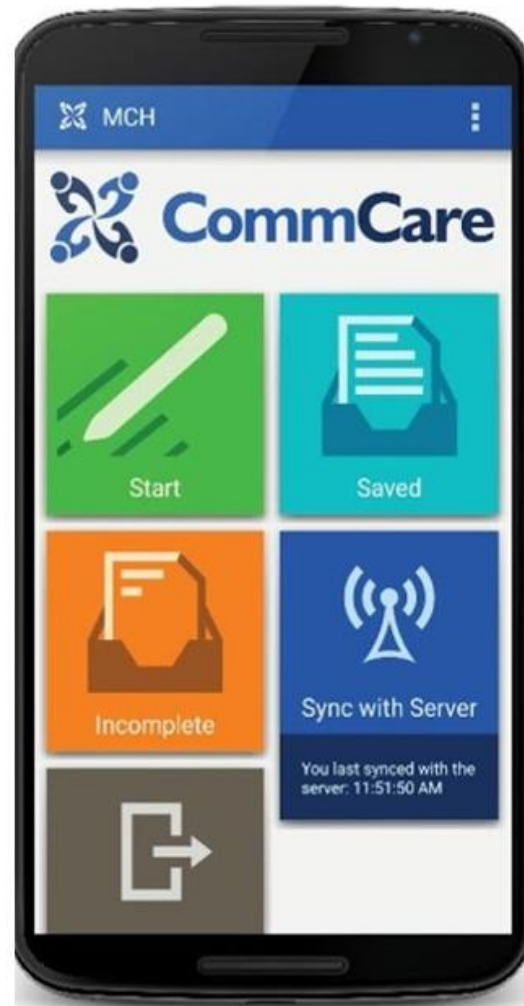 MCH
CommCare
Start
Saved
Incomplete
Sync with Server
You last synced with the
server: 11:51:50 AM